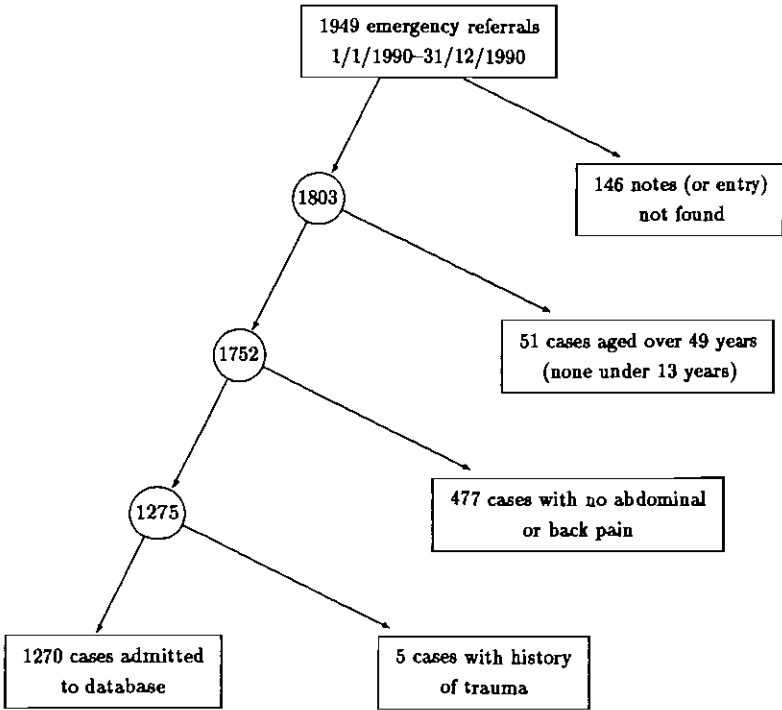 1949 emergency referrals
1/1/1990–31/12/1990
146 notes (or entry)
not found
1803
51 cases aged over 49 years
(none under 13 years)
1752
477 cases with no abdominal
or back pain
1275
1270 cases admitted
to database
5 cases with history
of trauma